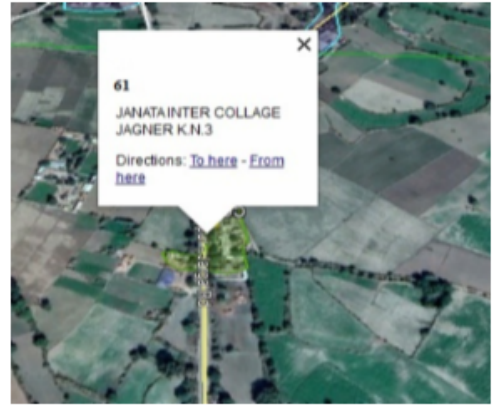 61
JANATA INTER COLLAGE
JAGNER K.N.3
Directions: To here - From
here